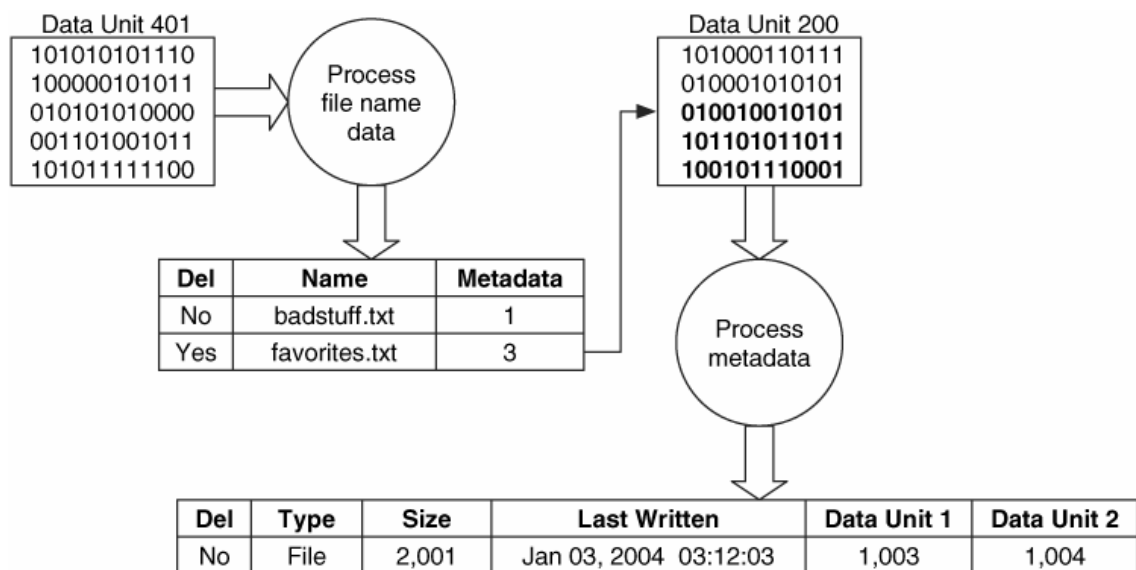 Data Unit 401
101010101110
100000101011
010101010000
001101001011
101011111100
Process
file name
data
Data Unit 200
101000110111
010001010101
010010010101
101101011011
100101110001
Del Name Metadata
No badstuff.txt 1
Yes favorites.txt 3
Process
metadata
Del Type Size Last Written Data Unit 1 Data Unit 2
No File 2,001 Jan 03, 2004 03:12:03 1,003 1,004